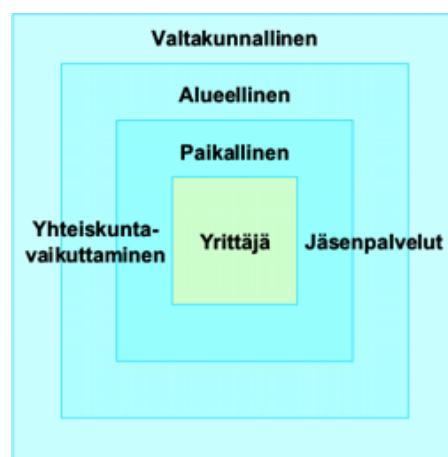 Valtakunnallinen
Alueellinen
Paikallinen
Yhteiskunta-
vaikuttaminen
Yrittäjä
Jäsenpalvelut